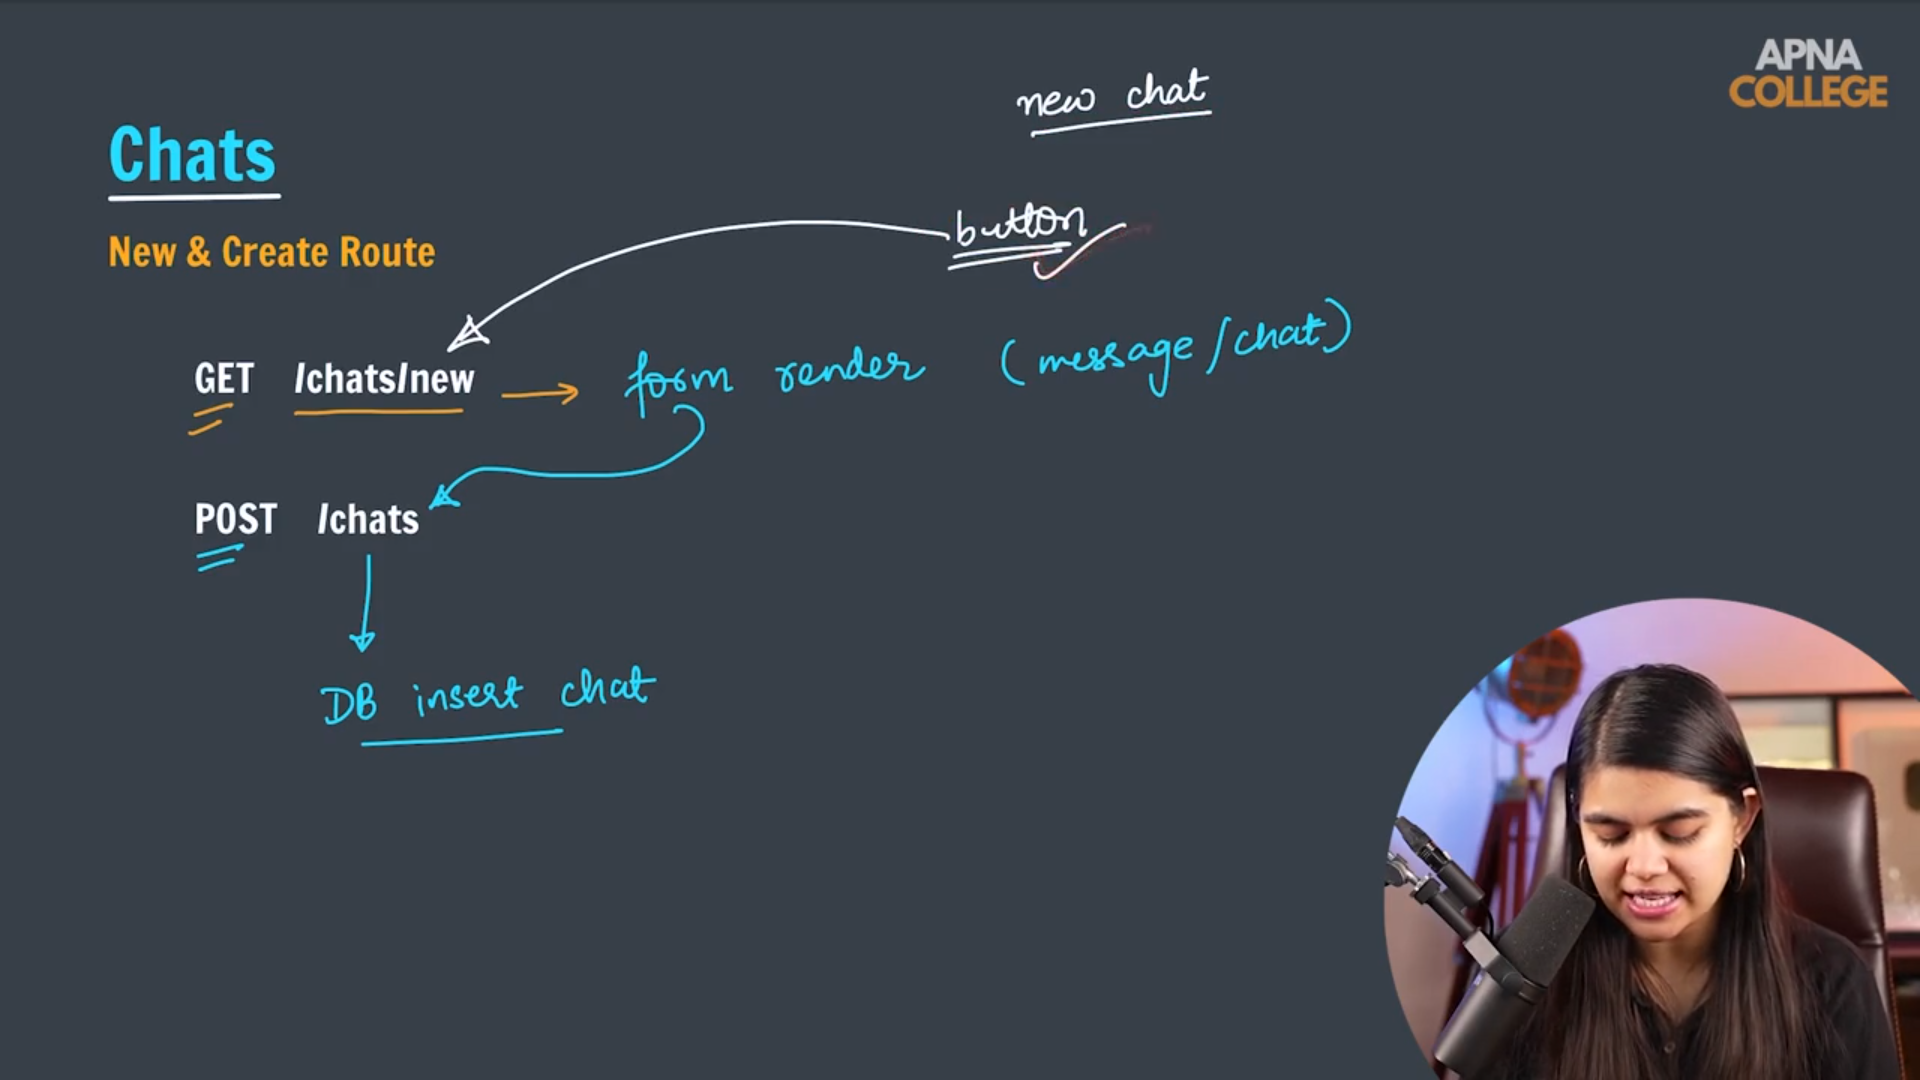 APNA
COLLEGE
new chat
Chats
button
New & Create Route
GET /chats/new form render (message/chat)
POST /chats
DB insert chat